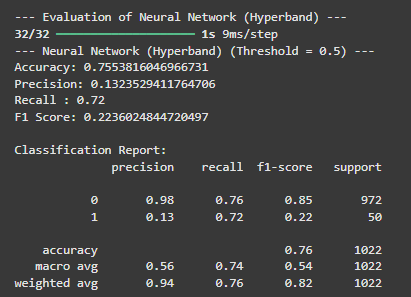 --- Evaluation of Neural Network (Hyperband) ---
32/32 ━━━━━━━━━━━━━━━━━━━━ 1s 9ms/step
--- Neural Network (Hyperband) (Threshold = 0.5) ---
Accuracy: 0.7553816046966731
Precision: 0.1323529411764706
Recall : 0.72
F1 Score: 0.2236024844720497
Classification Report:
precision recall f1-score support
0 0.98 0.76 0.85 972
1 0.13 0.72 0.22 50
accuracy 0.76 1022
macro avg 0.56 0.74 0.54 1022
weighted avg 0.94 0.76 0.82 1022